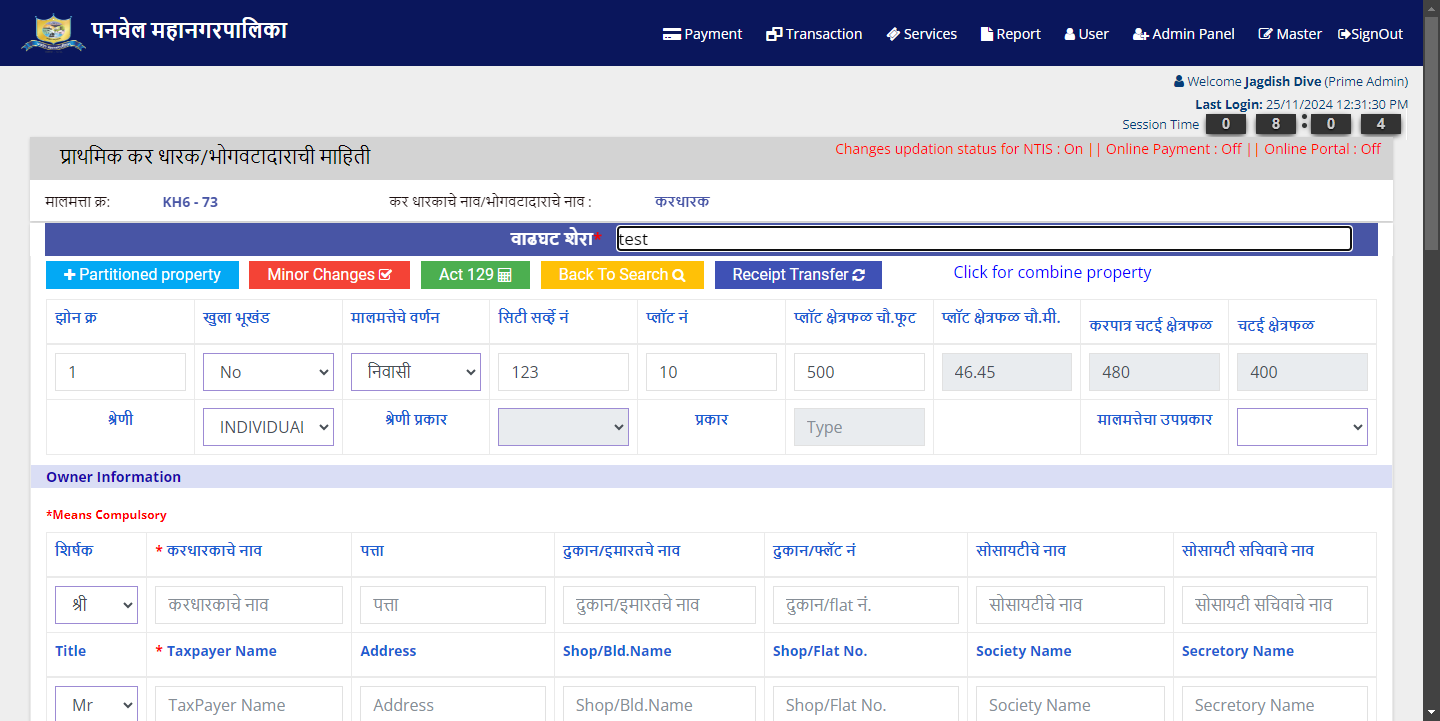 पनवेल महानगरपालिका
Payment Transaction Services Report User Admin Panel Master SignOut
Welcome Jagdish Dive (Prime Admin)
Last Login: 25/11/2024 12:31:30 PM
Session Time 0 8 : 0 4
प्राथमिक कर धारक/भोगवटादाराची माहिती
Changes updation status for NTIS : On || Online Payment : Off || Online Portal : Off
मालमत्ता क्र: KH6 - 73 कर धारकाचे नाव/भोगवटादाराचे नाव : करधारक
वाढघट शेरा* test
Partitioned property Minor Changes Act 129 Back To Search Receipt Transfer Click for combine property
झोन क्र खुला भूखंड मालमत्तेचे वर्णन सिटी सर्व्हे नं प्लॉट नं प्लॉट क्षेत्रफळ चौ.फूट प्लॉट क्षेत्रफळ चौ.मी. करपात्र चटई क्षेत्रफळ चटई क्षेत्रफळ
1 No निवासी 123 10 500 46.45 480 400
श्रेणी INDIVIDUAL श्रेणी प्रकार प्रकार Type मालमत्तेचा उपप्रकार
Owner Information
*Means Compulsory
शिर्षक * करधारकाचे नाव पत्ता दुकान/इमारतचे नाव दुकान/फ्लॅट नं सोसायटीचे नाव सोसायटी सचिवाचे नाव
श्री करधारकाचे नाव पत्ता दुकान/इमारतचे नाव दुकान/flat नं. सोसायटीचे नाव सोसायटी सचिवाचे नाव
Title * Taxpayer Name Address Shop/Bld.Name Shop/Flat No. Society Name Secretory Name
Mr TaxPayer Name Address Shop/Bld.Name Shop/Flat No. Society Name Secretory Name